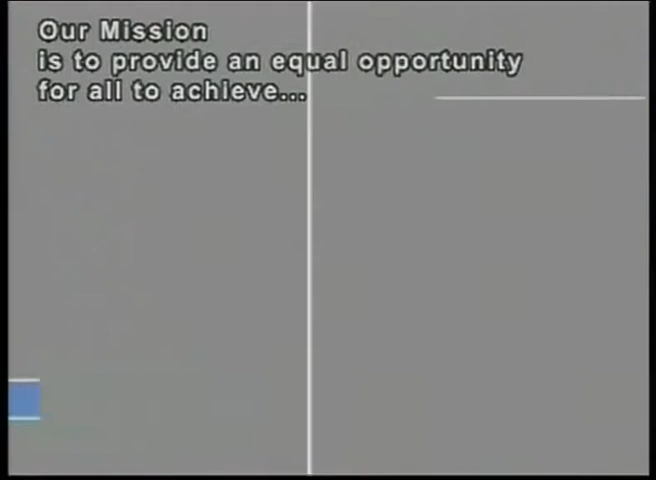 Our Mission
is to provide an equal opportunity
for all to achieve...